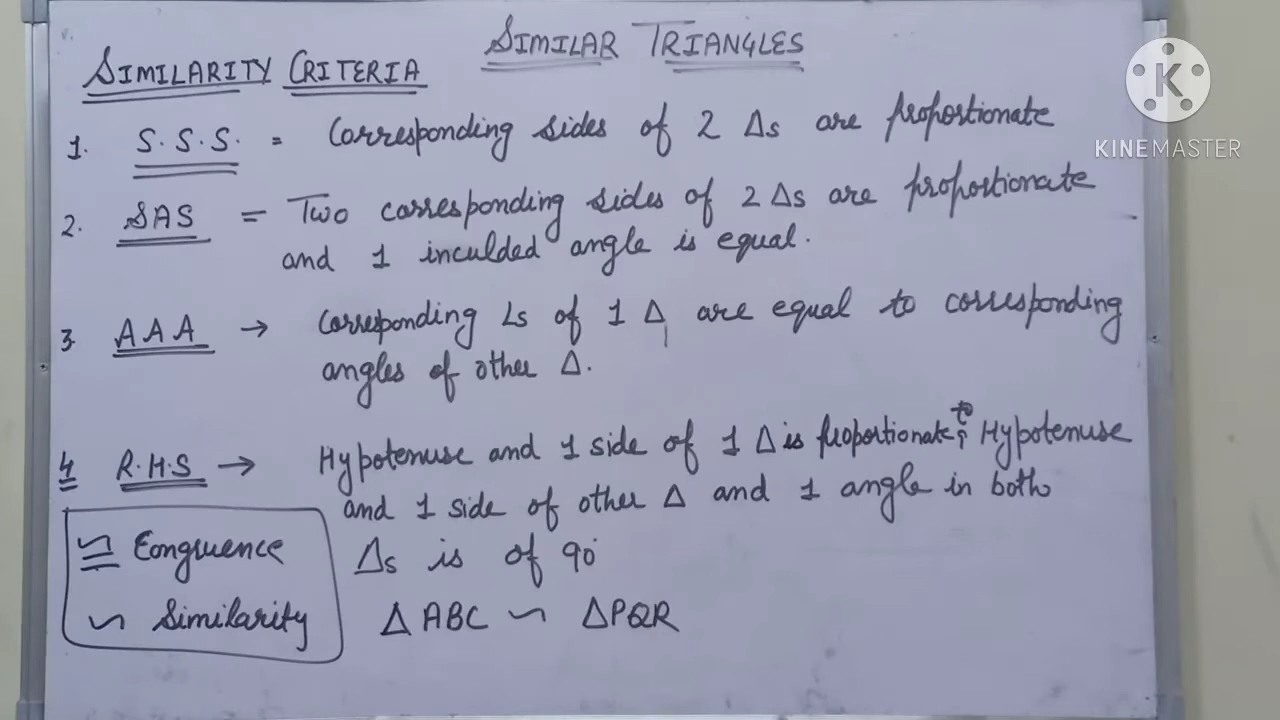 SIMILAR TRIANGLES
SIMILARITY CRITERIA
K
KINEMASTER
1. S.S.S. = Corresponding sides of 2 Δs are proportionate
2. SAS = Two corresponding sides of 2 Δs are proportionate
and 1 inculded angle is equal.
3. AAA → Corresponding ∠s of 1 Δ are equal to corresponding
angles of other Δ.
4 R.H.S → Hypotenuse and 1 side of 1 Δ is proportionate to Hypotenuse
and 1 side of other Δ and 1 angle in both
Δs is of 90°
≌ Congruence
∽ Similarity
Δ ABC ∽ ΔPQR